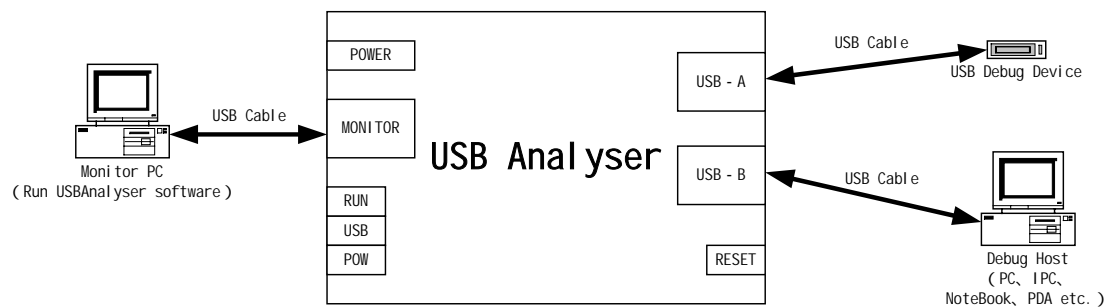 POWER
MONITOR
USB Analyser
RUN
USB
POW
USB - A
USB - B
RESET
USB Cable
Monitor PC
(Run USBAnalyser software)
USB Cable
USB Debug Device
USB Cable
Debug Host
(PC、IPC、
NoteBook、PDA etc.)